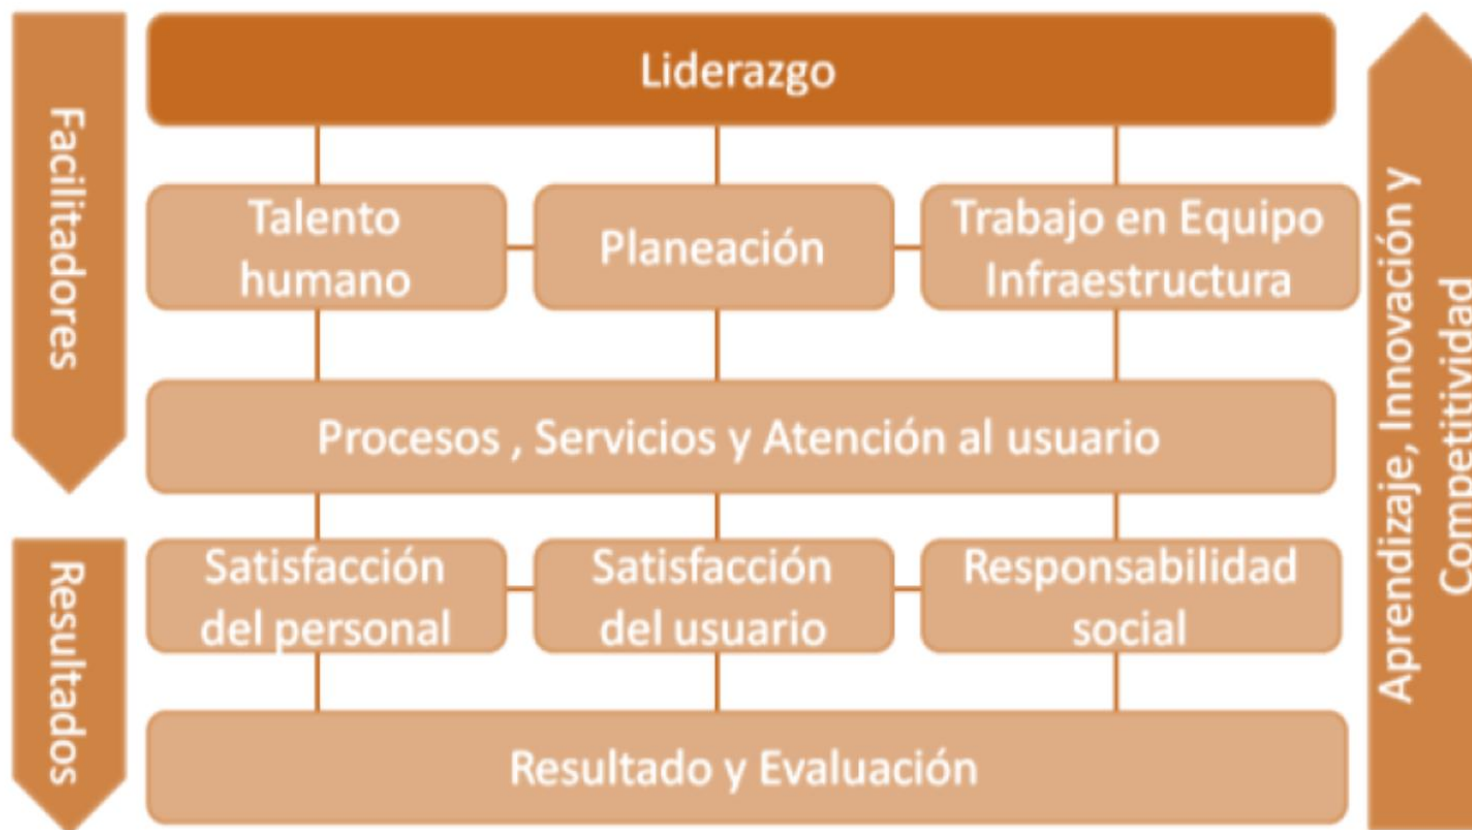 Liderazgo
Facilitadores
Talento
humano
Planeación
Trabajo en Equipo
Infraestructura
Procesos , Servicios y Atención al usuario
Resultados
Satisfacción
del personal
Satisfacción
del usuario
Responsabilidad
social
Resultado y Evaluación
Aprendizaje, Innovación y
Competitividad